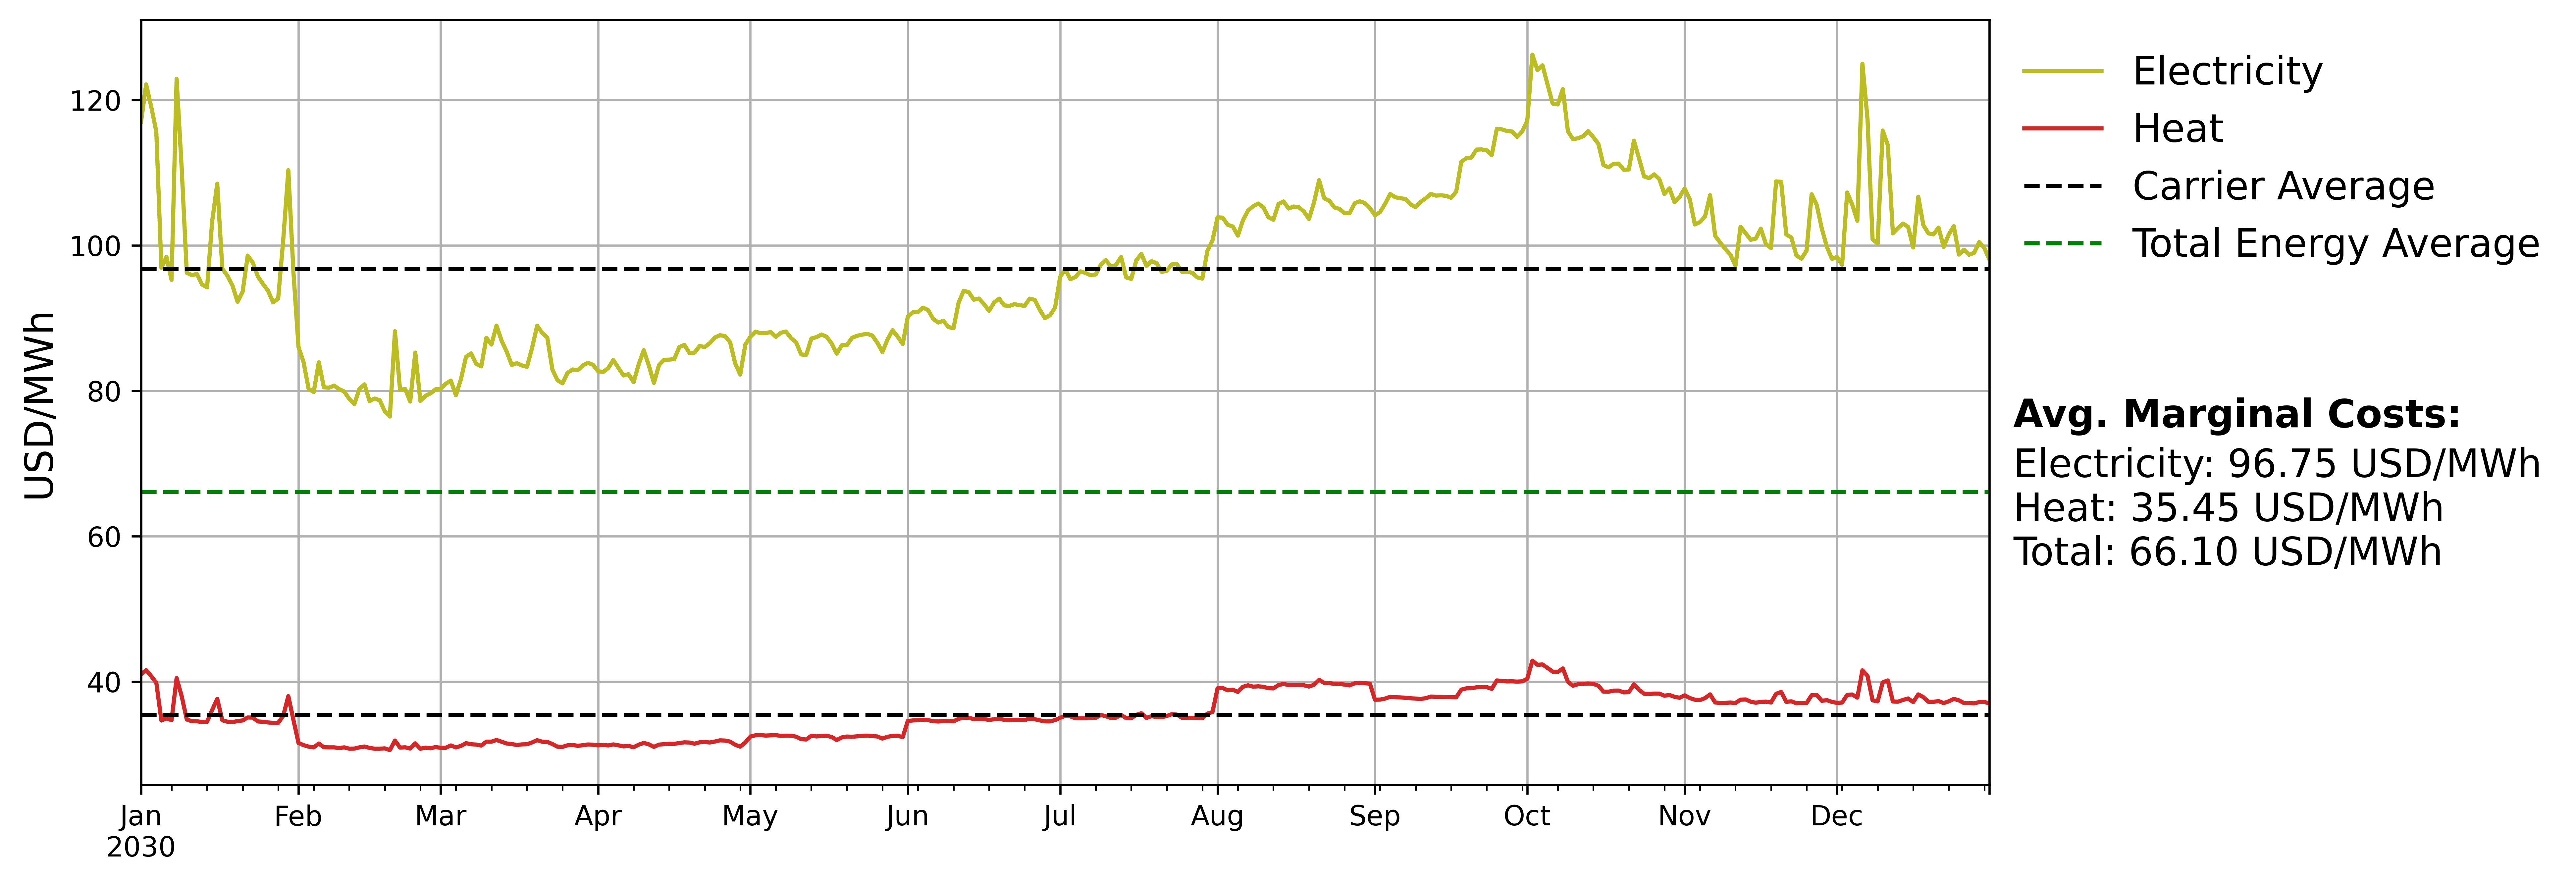 USD/MWh
120
100
80
60
40
Jan
2030
Feb
Mar
Apr
May
Jun
Jul
Aug
Sep
Oct
Nov
Dec
Electricity
Heat
Carrier Average
Total Energy Average
Avg. Marginal Costs:
Electricity: 96.75 USD/MWh
Heat: 35.45 USD/MWh
Total: 66.10 USD/MWh